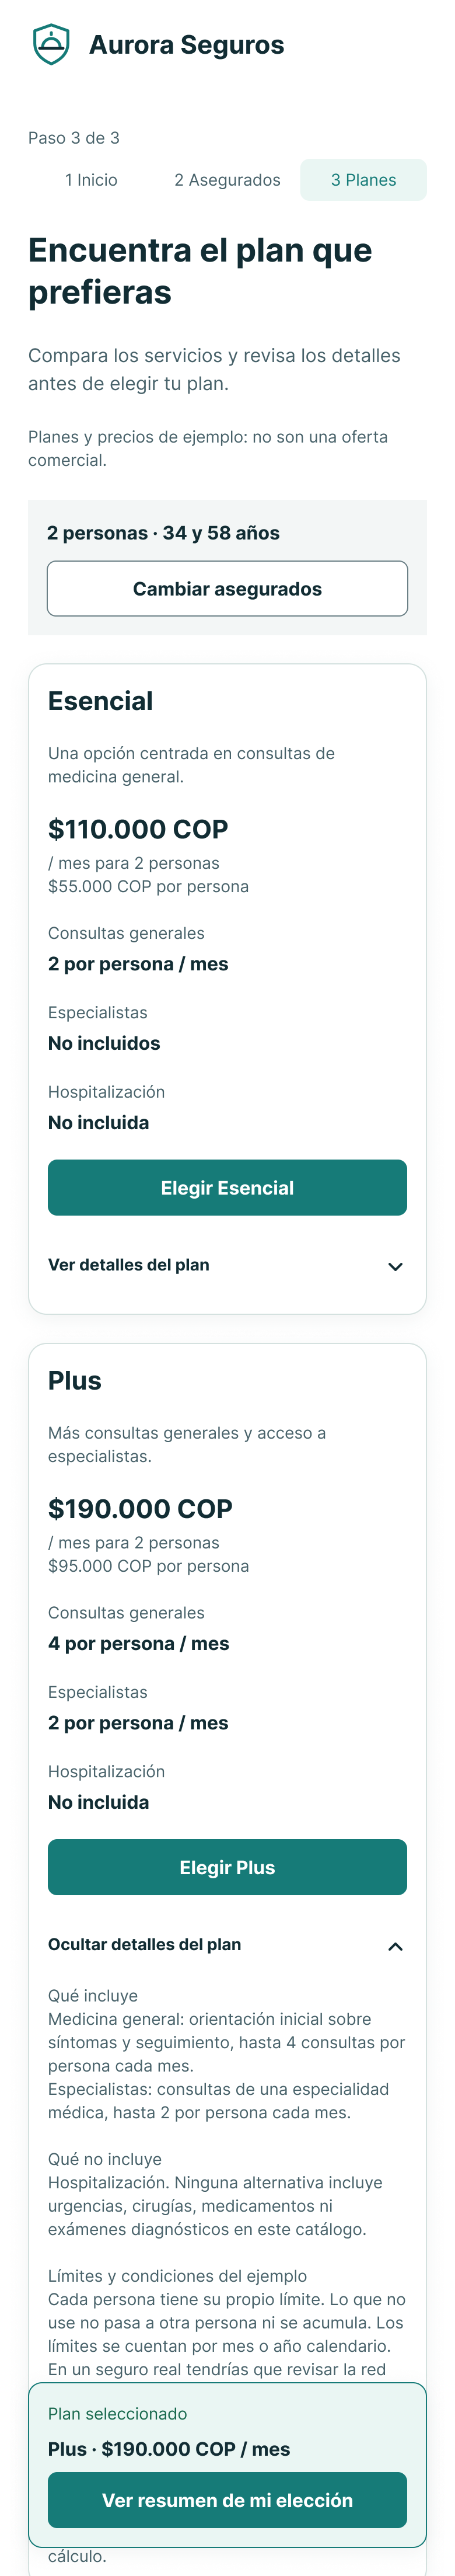 Aurora Seguros
Paso 3 de 3
1 Inicio
2 Asegurados
3 Planes
Encuentra el plan que
prefieras
Compara los servicios y revisa los detalles
antes de elegir tu plan.
Planes y precios de ejemplo: no son una oferta
comercial.
2 personas · 34 y 58 años
Cambiar asegurados
Esencial
Una opción centrada en consultas de
medicina general.
$110.000 COP
/ mes para 2 personas
$55.000 COP por persona
Consultas generales
2 por persona / mes
Especialistas
No incluidos
Hospitalización
No incluida
Elegir Esencial
Ver detalles del plan
Plus
Más consultas generales y acceso a
especialistas.
$190.000 COP
/ mes para 2 personas
$95.000 COP por persona
Consultas generales
4 por persona / mes
Especialistas
2 por persona / mes
Hospitalización
No incluida
Elegir Plus
Ocultar detalles del plan
Qué incluye
Medicina general: orientación inicial sobre
síntomas y seguimiento, hasta 4 consultas por
persona cada mes.
Especialistas: consultas de una especialidad
médica, hasta 2 por persona cada mes.
Qué no incluye
Hospitalización. Ninguna alternativa incluye
urgencias, cirugías, medicamentos ni
exámenes diagnósticos en este catálogo.
Límites y condiciones del ejemplo
Cada persona tiene su propio límite. Lo que no
use no pasa a otra persona ni se acumula. Los
límites se cuentan por mes o año calendario.
En un seguro real tendrías que revisar la red
Plan seleccionado
Plus · $190.000 COP / mes
Ver resumen de mi elección
cálculo.